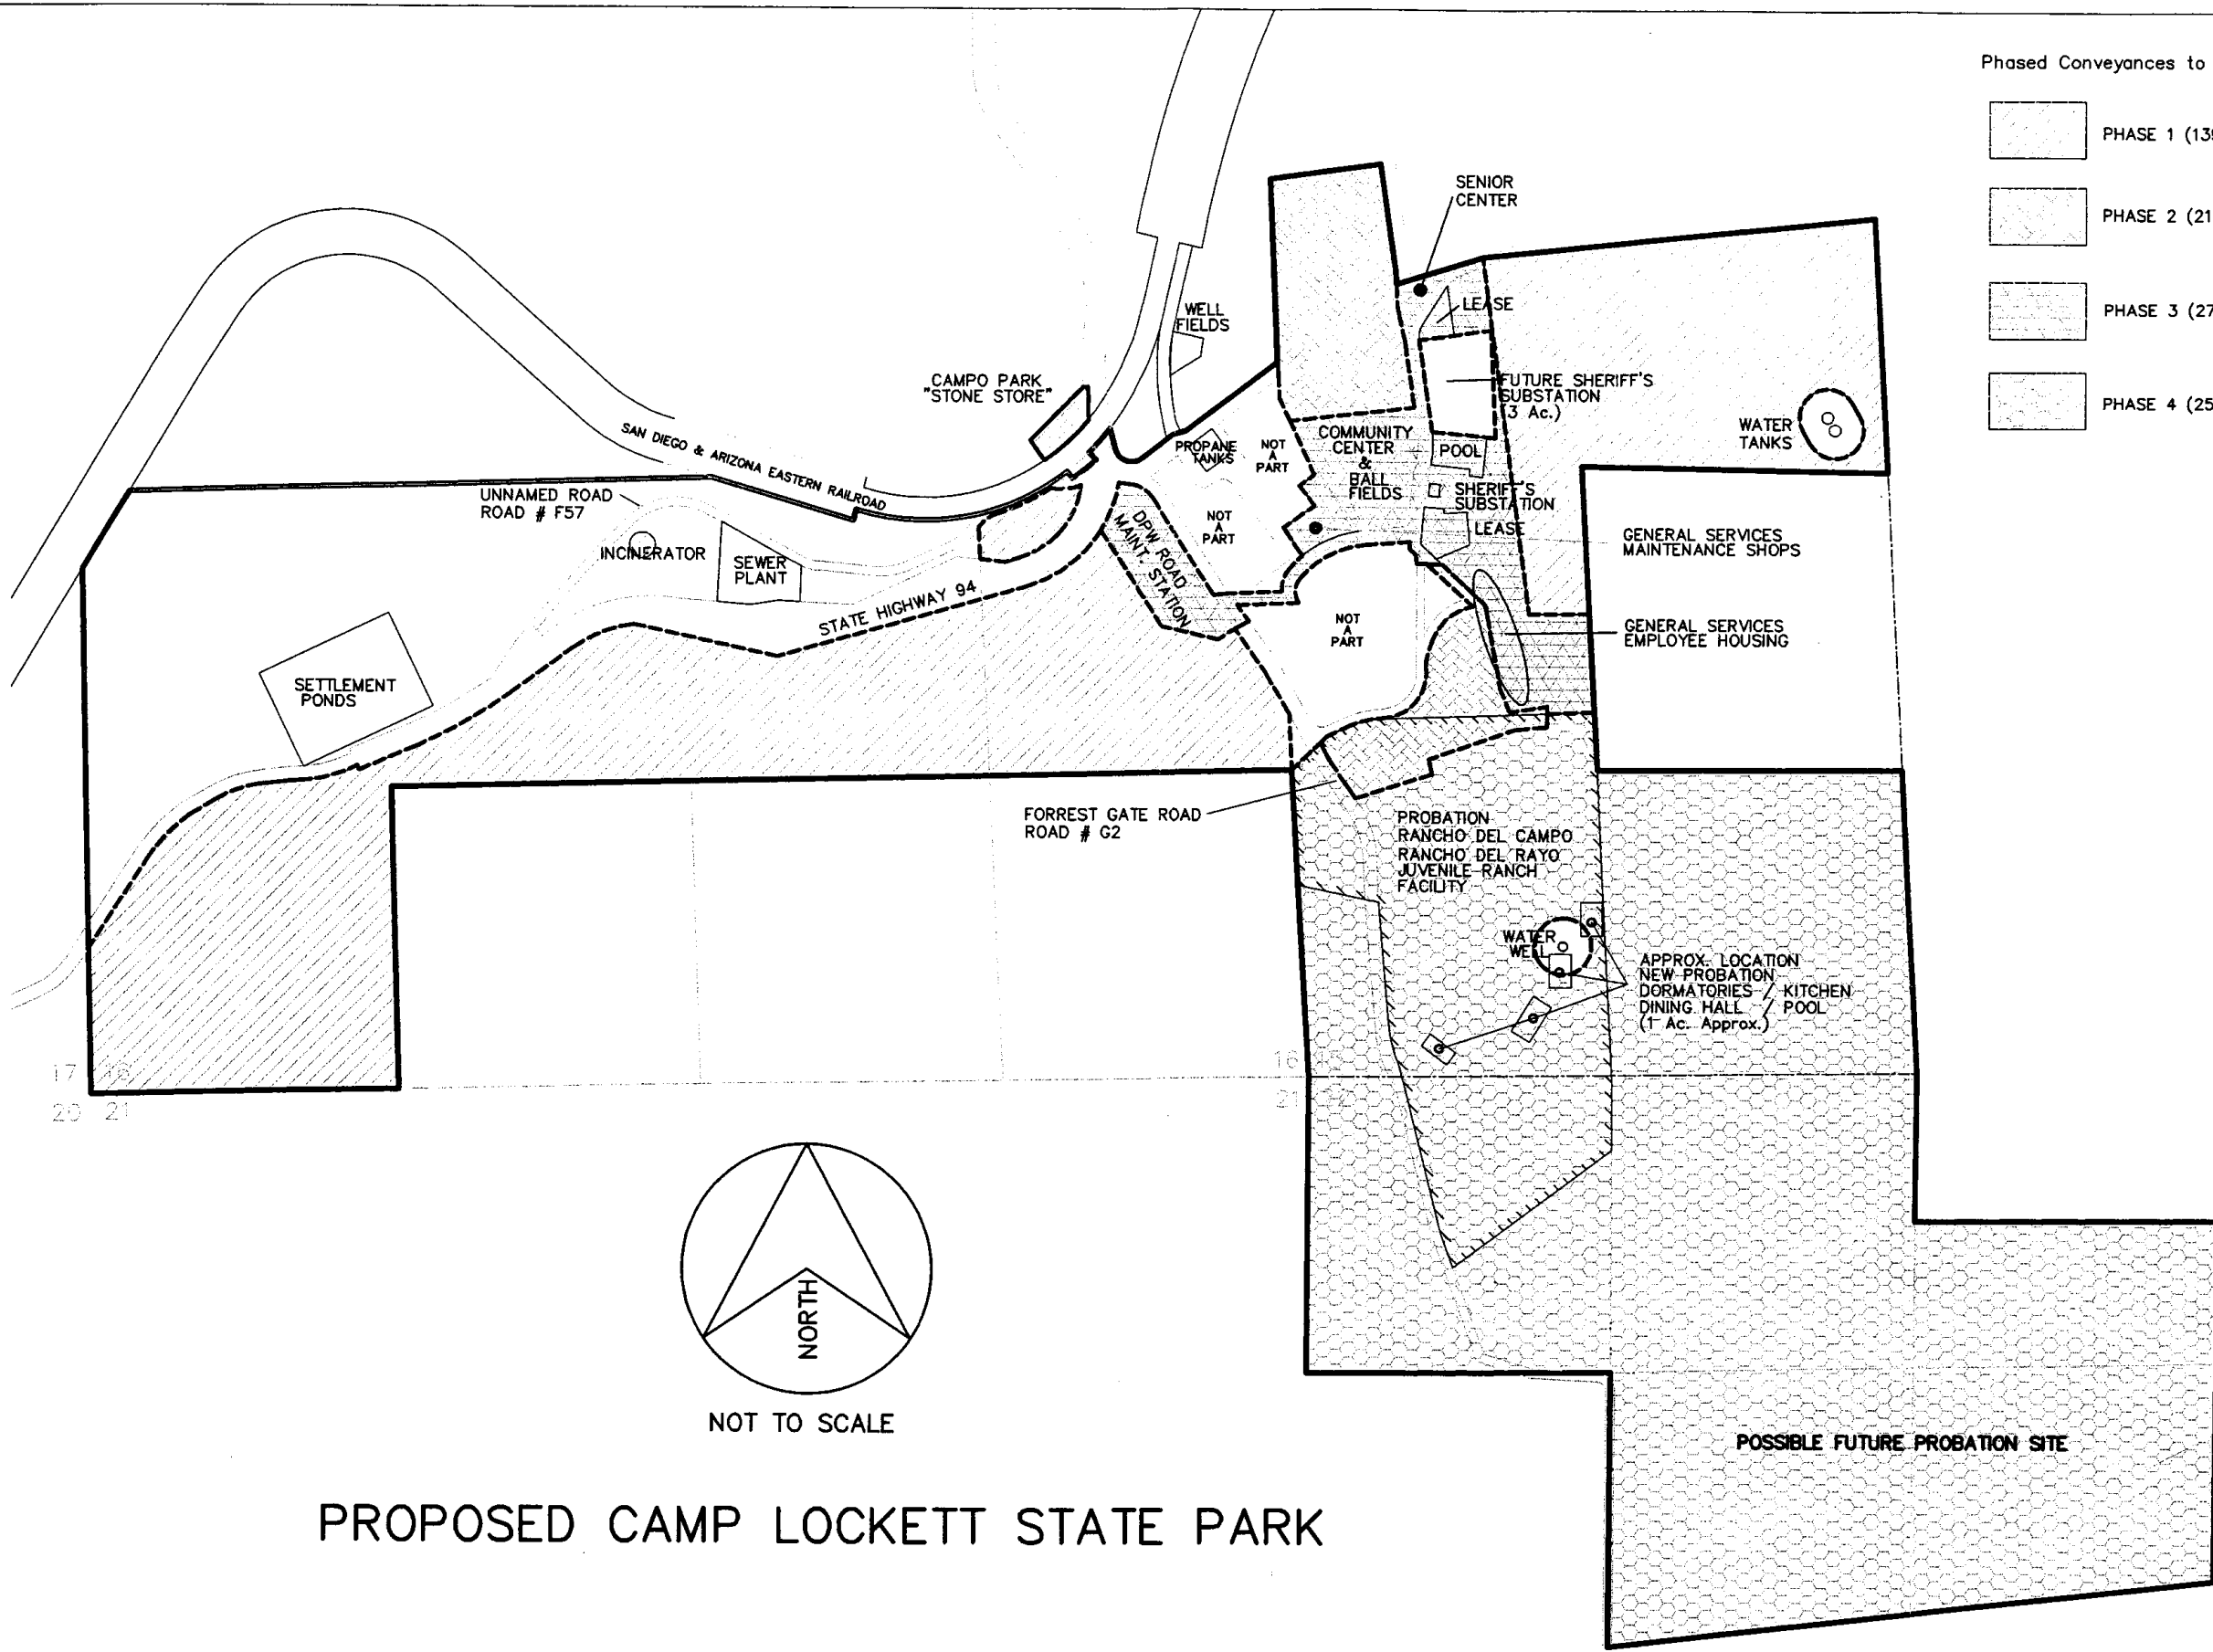 Phased Conveyances to
PHASE 1 (139
PHASE 2 (21
PHASE 3 (27
PHASE 4 (25
SENIOR
CENTER
LEASE
WELL
FIELDS
CAMPO PARK
"STONE STORE"
FUTURE SHERIFF'S
SUBSTATION
(3 Ac.)
WATER
TANKS
SAN DIEGO & ARIZONA EASTERN RAILROAD
PROPANE
TANKS
NOT
A
PART
COMMUNITY
CENTER
&
BALL
FIELDS
POOL
SHERIFF'S
SUBSTATION
LEASE
UNNAMED ROAD
ROAD # F57
INCINERATOR
SEWER
PLANT
DPW ROAD
MAINT. STATION
NOT
A
PART
GENERAL SERVICES
MAINTENANCE SHOPS
STATE HIGHWAY 94
NOT
A
PART
GENERAL SERVICES
EMPLOYEE HOUSING
SETTLEMENT
PONDS
FORREST GATE ROAD
ROAD # G2
PROBATION
RANCHO DEL CAMPO
RANCHO DEL RAYO
JUVENILE RANCH
FACILITY
WATER
WELL
APPROX. LOCATION
NEW PROBATION
DORMATORIES / KITCHEN
DINING HALL / POOL
(1 Ac. Approx.)
17 16
20 21
16 15
21
NORTH
NOT TO SCALE
POSSIBLE FUTURE PROBATION SITE
PROPOSED CAMP LOCKETT STATE PARK